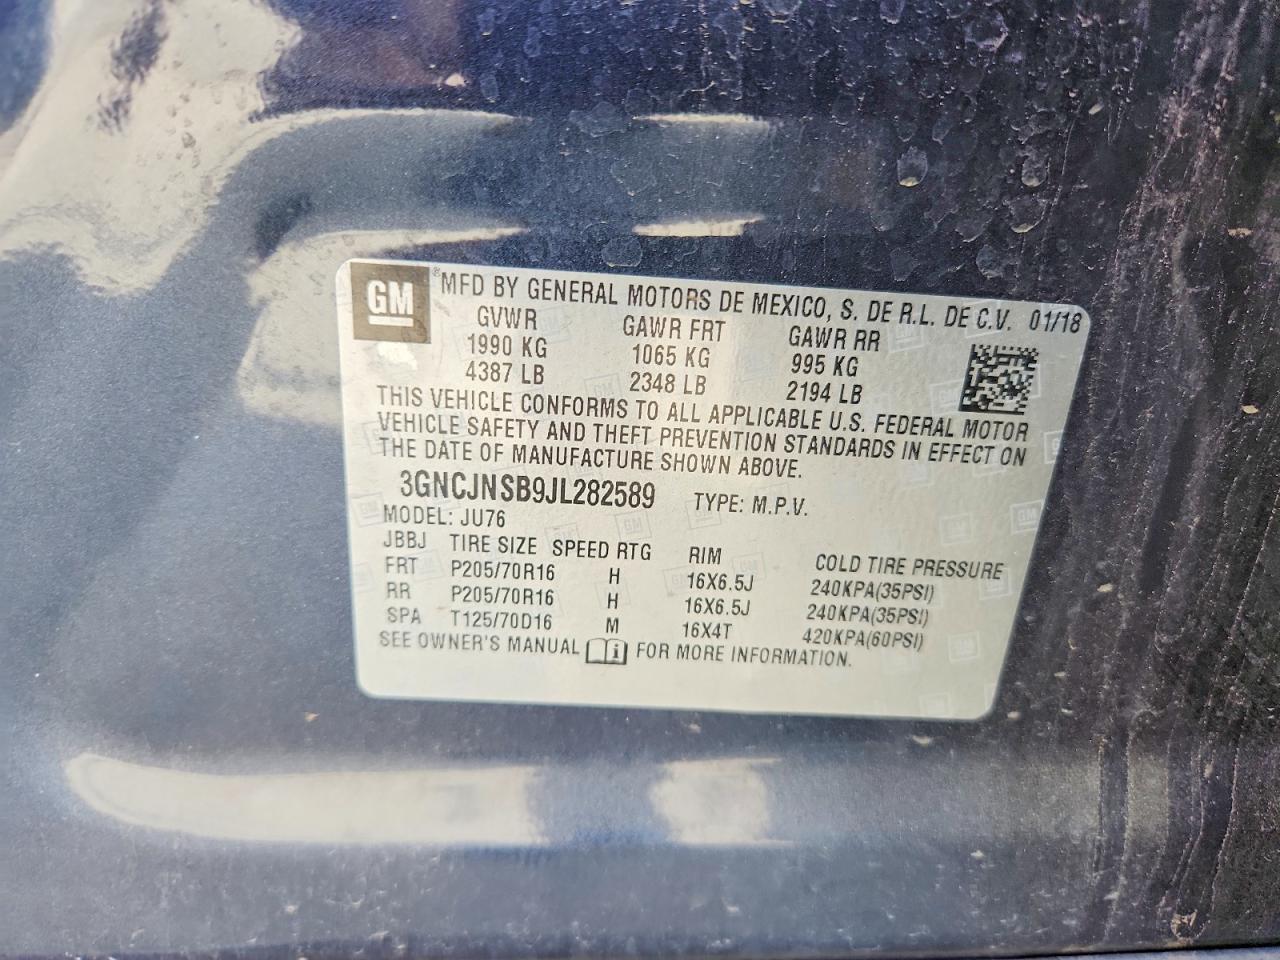 GM ® MFD BY GENERAL MOTORS DE MEXICO, S. DE R.L. DE C.V. 01/18
GVWR GAWR FRT GAWR RR
1990 KG 1065 KG 995 KG
4387 LB 2348 LB 2194 LB
THIS VEHICLE CONFORMS TO ALL APPLICABLE U.S. FEDERAL MOTOR
VEHICLE SAFETY AND THEFT PREVENTION STANDARDS IN EFFECT ON
THE DATE OF MANUFACTURE SHOWN ABOVE.
3GNCJNSB9JL282589 TYPE: M.P.V.
MODEL: JU76
JBBJ TIRE SIZE SPEED RTG RIM COLD TIRE PRESSURE
FRT P205/70R16 H 16X6.5J 240KPA(35PSI)
RR P205/70R16 H 16X6.5J 240KPA(35PSI)
SPA T125/70D16 M 16X4T 420KPA(60PSI)
SEE OWNER'S MANUAL i FOR MORE INFORMATION.